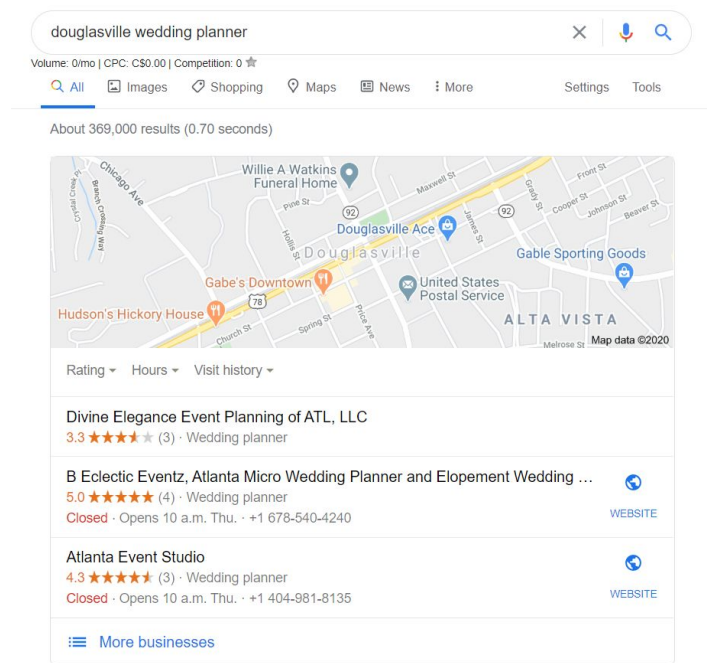 douglasville wedding planner
Volume: 0/mo | CPC: C$0.00 | Competition: 0
All Images Shopping Maps News More Settings Tools
About 369,000 results (0.70 seconds)
Chicago Ave
Crystal Creek Pl
Branch Crossing Way
Willie A Watkins
Funeral Home
Maxwell St
Front St
Grady St
Cooper St
Johnson St
Beaver St
Pine St
92
92
Douglasville Ace
James St
Hollis St
Douglasville
Gable Sporting Goods
Gabe's Downtown
United States
Postal Service
78
Hudson's Hickory House
Price Ave
Spring St
Church St
ALTA VISTA
Melrose St
Map data ©2020
Rating Hours Visit history
Divine Elegance Event Planning of ATL, LLC
3.3 (3) · Wedding planner
B Eclectic Eventz, Atlanta Micro Wedding Planner and Elopement Wedding ...
5.0 (4) · Wedding planner
Closed · Opens 10 a.m. Thu. · +1 678-540-4240
WEBSITE
Atlanta Event Studio
4.3 (3) · Wedding planner
Closed · Opens 10 a.m. Thu. · +1 404-981-8135
WEBSITE
More businesses